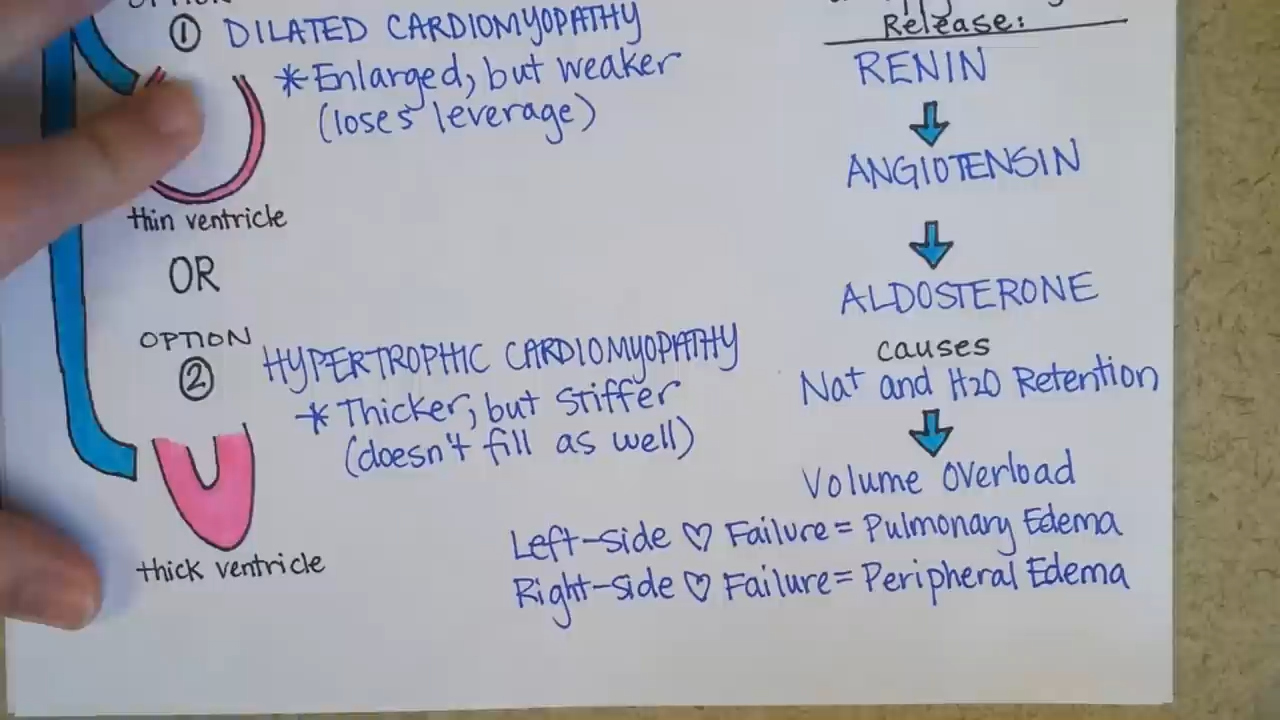 ① DILATED CARDIOMYOPATHY
* Enlarged, but weaker
(loses leverage)
thin ventricle
OR
OPTION
② HYPERTROPHIC CARDIOMYOPATHY
* Thicker, but stiffer
(doesn't fill as well)
thick ventricle
Release:
RENIN
ANGIOTENSIN
ALDOSTERONE
causes
Na+ and H2O Retention
Volume Overload
Left-side ♡ Failure = Pulmonary Edema
Right-side ♡ Failure = Peripheral Edema